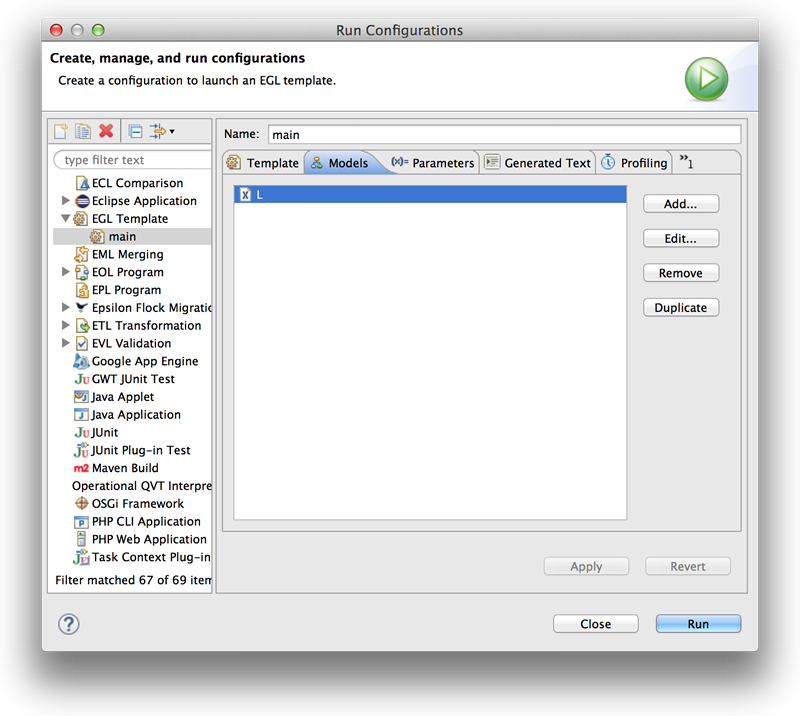 Run Configurations
Create, manage, and run configurations
Create a configuration to launch an EGL template.
type filter text
ECL Comparison
Eclipse Application
EGL Template
main
EML Merging
EOL Program
EPL Program
Epsilon Flock Migratic
ETL Transformation
EVL Validation
Google App Engine
GWT JUnit Test
Java Applet
Java Application
JUnit
JUnit Plug-in Test
m2 Maven Build
Operational QVT Interpre
OSGi Framework
PHP CLI Application
PHP Web Application
Task Context Plug-in
Filter matched 67 of 69 item
Name: main
Template Models (x)= Parameters Generated Text Profiling »1
L
Add...
Edit...
Remove
Duplicate
Apply Revert
? Close Run